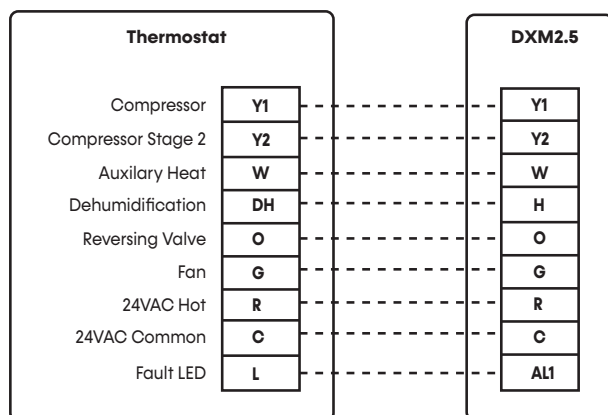 Thermostat DXM2.5
Compressor Y1 Y1
Compressor Stage 2 Y2 Y2
Auxilary Heat W W
Dehumidification DH H
Reversing Valve O O
Fan G G
24VAC Hot R R
24VAC Common C C
Fault LED L AL1